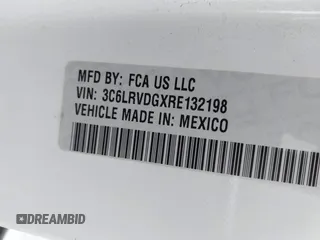 MFD BY: FCA US LLC
VIN: 3C6LRVDGXRE132198
VEHICLE MADE IN: MEXICO
DREAMBID